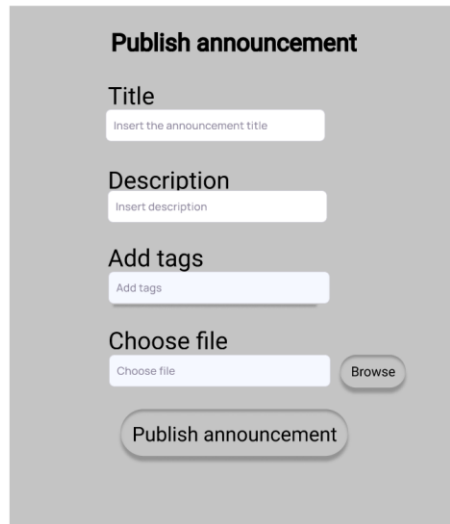 Publish announcement
Title
Insert the announcement title
Description
Insert description
Add tags
Add tags
Choose file
Choose file
Browse
Publish announcement